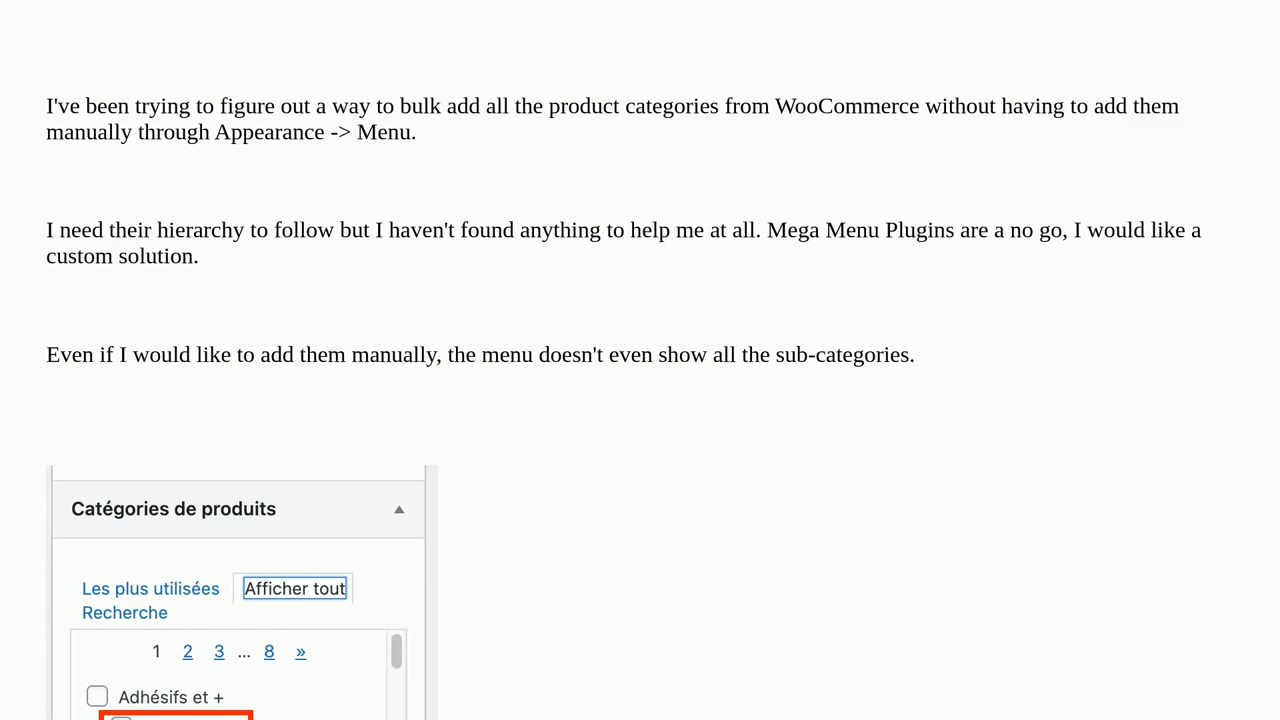 I've been trying to figure out a way to bulk add all the product categories from WooCommerce without having to add them
manually through Appearance -> Menu.
I need their hierarchy to follow but I haven't found anything to help me at all. Mega Menu Plugins are a no go, I would like a
custom solution.
Even if I would like to add them manually, the menu doesn't even show all the sub-categories.
Catégories de produits
Les plus utilisées Afficher tout
Recherche
1 2 3 ... 8 »
Adhésifs et +